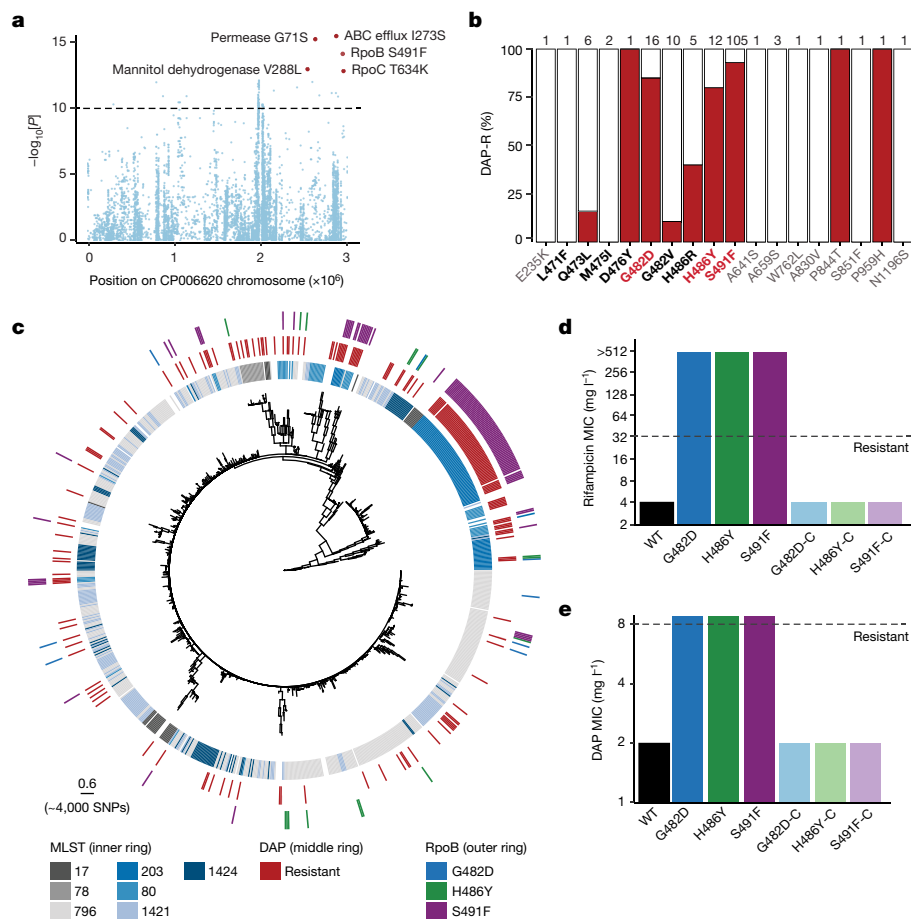 a
15
10
5
0
−log10[P]
Permease G71S
ABC efflux I273S
RpoB S491F
Mannitol dehydrogenase V288L
RpoC T634K
0 1 2 3
Position on CP006620 chromosome (×10⁶)
b
1 1 6 2 1 16 10 5 12 105 1 3 1 1 1 1 1 1
100
75
50
25
0
DAP-R (%)
E235K
L471F
Q473L
M475I
D476Y
G482D
G482V
H486R
H486Y
S491F
A641S
A659S
W762L
A830V
P844T
S851F
P959H
N1196S
c
0.6
(~4,000 SNPs)
MLST (inner ring)
17
78
796
203
80
1421
1424
DAP (middle ring)
Resistant
RpoB (outer ring)
G482D
H486Y
S491F
d
>512
256
128
64
32
16
8
4
2
Rifampicin MIC (mg l⁻¹)
Resistant
WT
G482D
H486Y
S491F
G482D-C
H486Y-C
S491F-C
e
8
4
2
1
DAP MIC (mg l⁻¹)
Resistant
WT
G482D
H486Y
S491F
G482D-C
H486Y-C
S491F-C